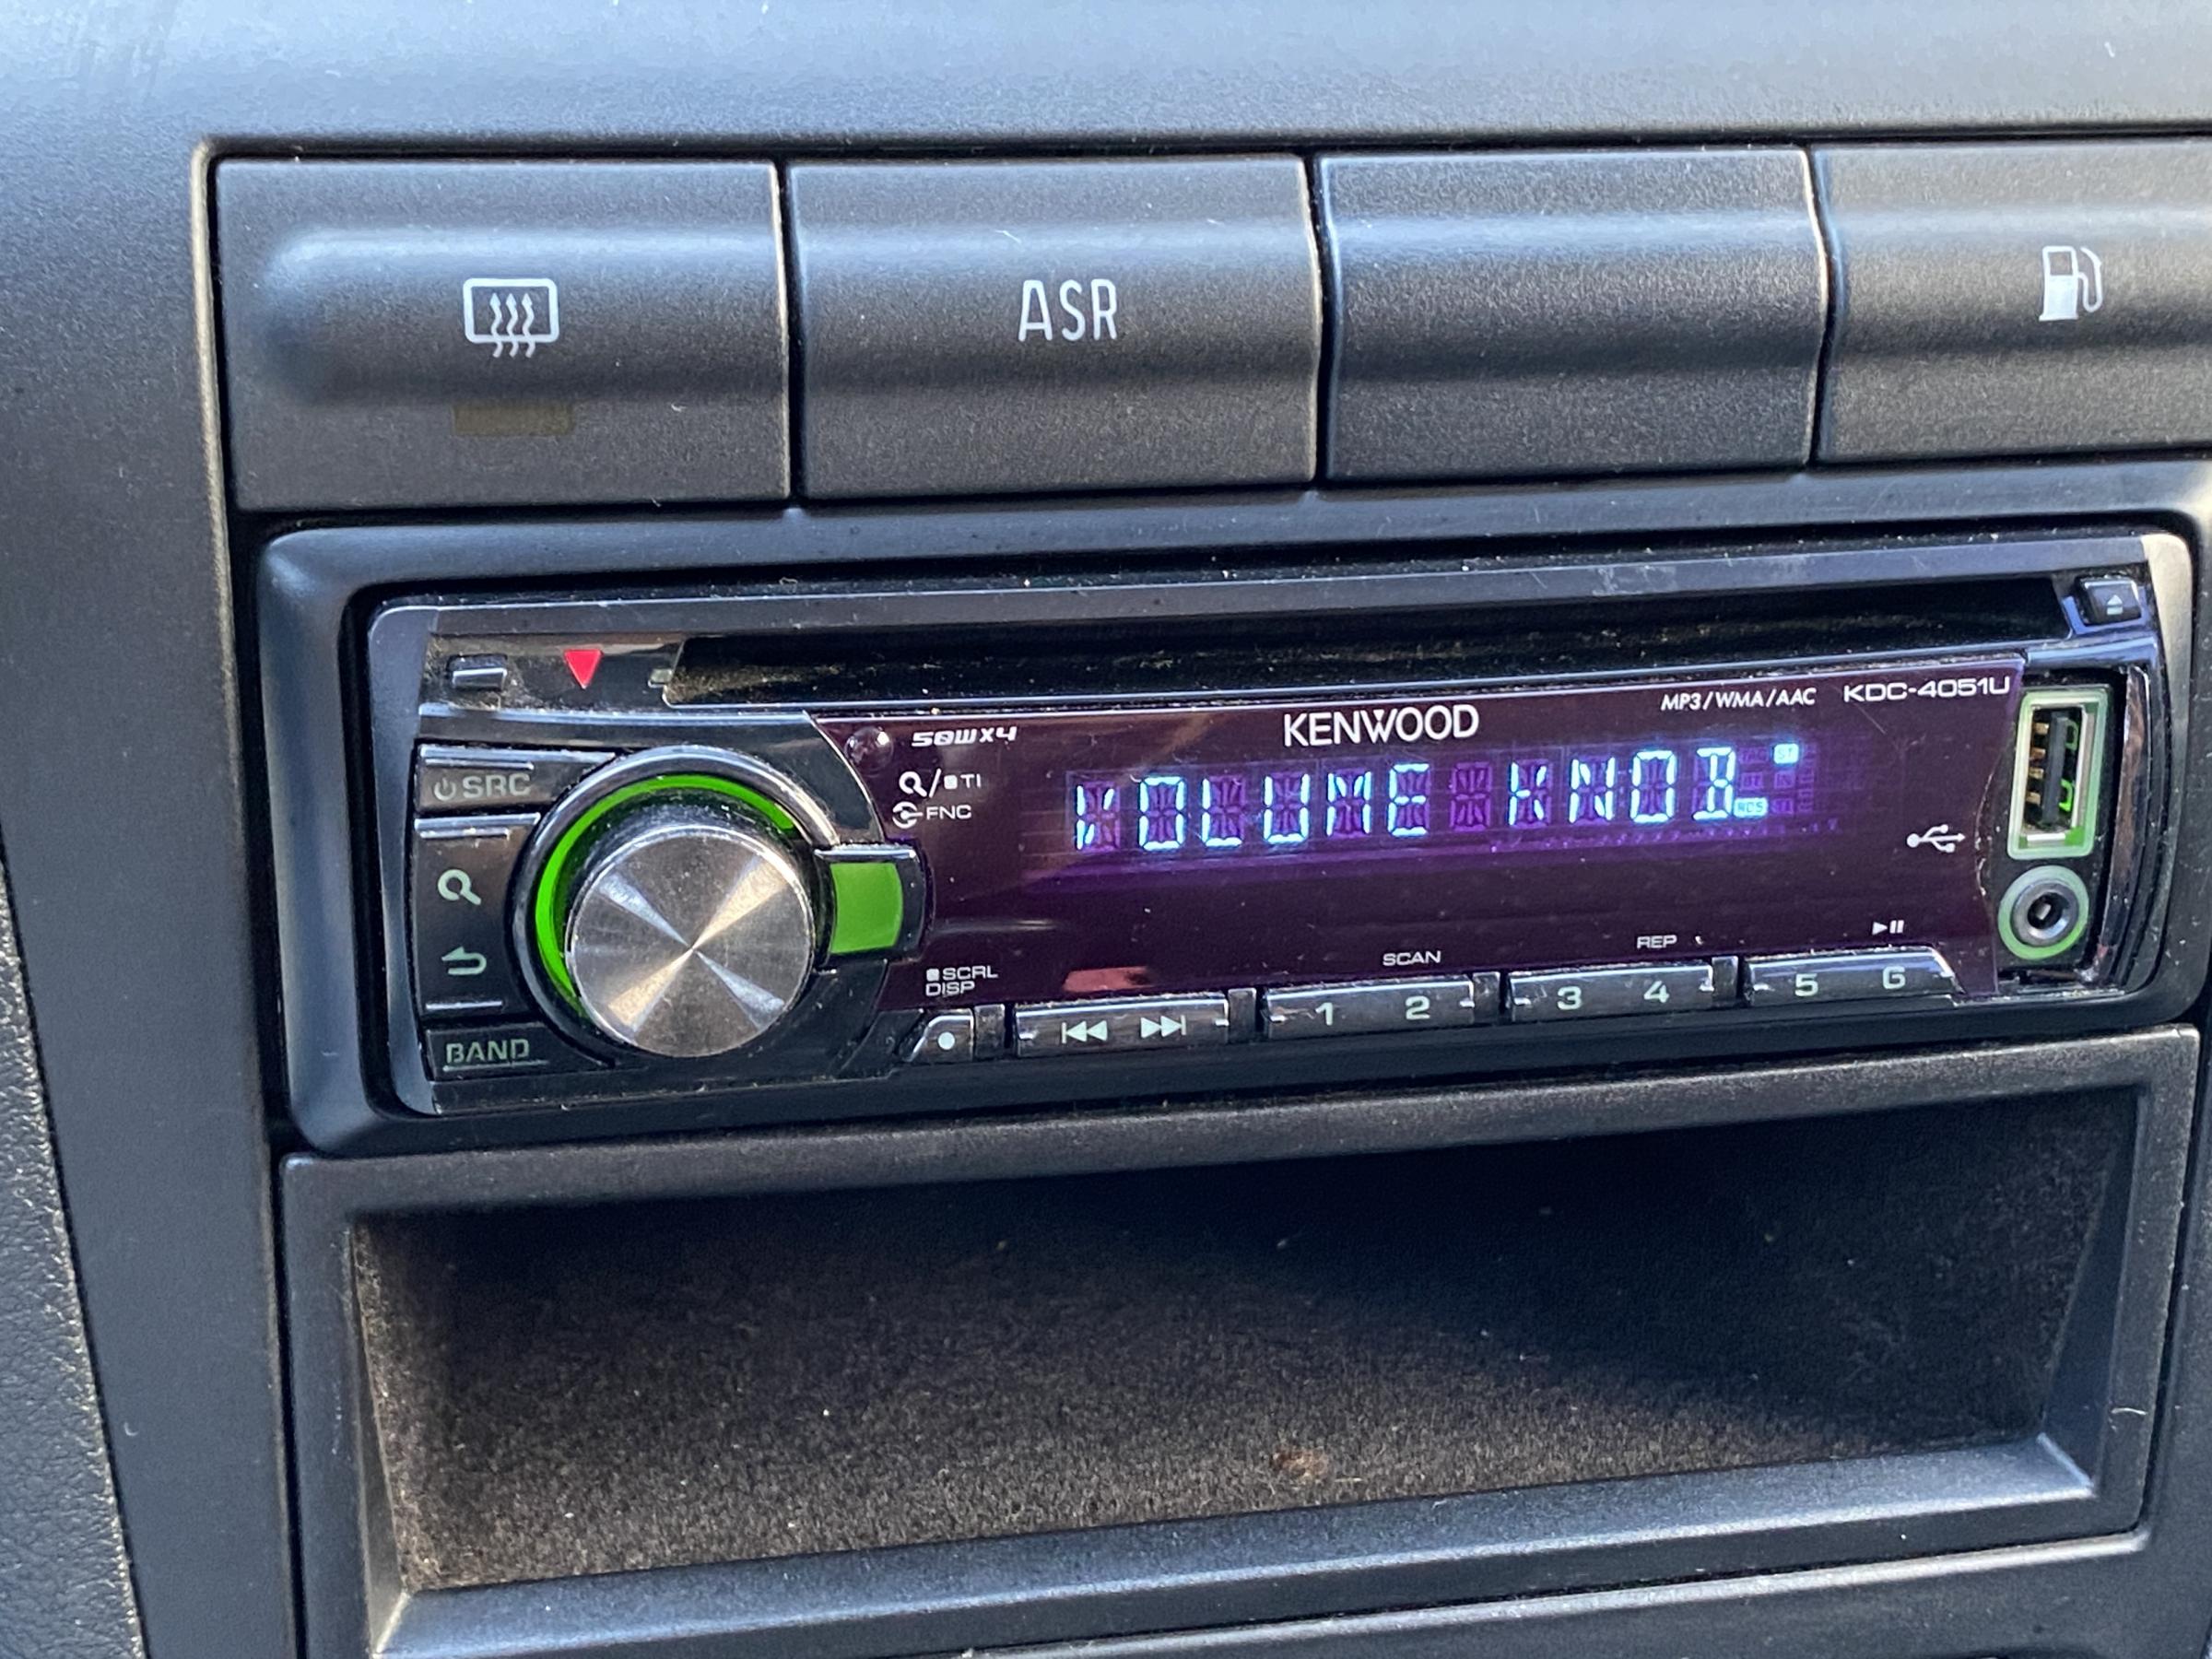 ASR
MP3/WMA/AAC KDC-4051U
50WX4 KENWOOD
SRC
TI
FNC
VOLUME KNOB
RDS
SCRL
DISP
SCAN
REP
1 2 3 4 5 6
BAND